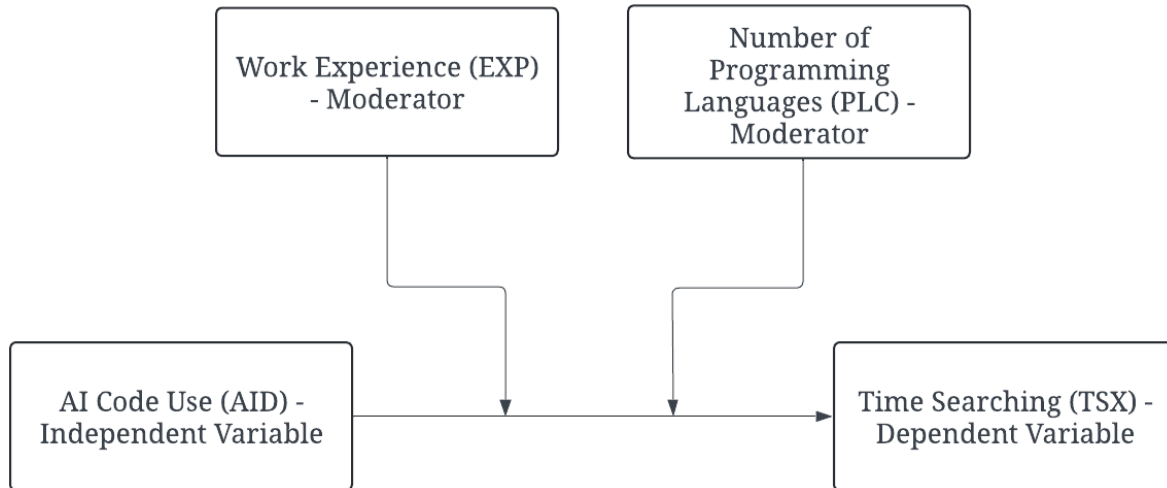 Work Experience (EXP)
- Moderator
Number of
Programming
Languages (PLC) -
Moderator
AI Code Use (AID) -
Independent Variable
Time Searching (TSX) -
Dependent Variable